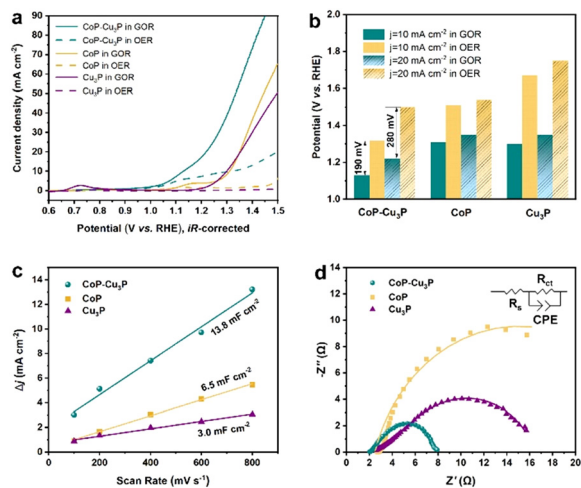 a
CoP-Cu₃P in GOR
CoP-Cu₃P in OER
CoP in GOR
CoP in OER
Cu₃P in GOR
Cu₃P in OER
Current density (mA cm⁻²)
90
80
70
60
50
40
30
20
10
0
0.6 0.7 0.8 0.9 1.0 1.1 1.2 1.3 1.4 1.5
Potential (V vs. RHE), iR-corrected
b
j=10 mA cm⁻² in GOR
j=10 mA cm⁻² in OER
j=20 mA cm⁻² in GOR
j=20 mA cm⁻² in OER
Potential (V vs. RHE)
2.0
1.8
1.6
1.4
1.2
1.0
190 mV
280 mV
CoP-Cu₃P CoP Cu₃P
c
CoP-Cu₃P
CoP
Cu₃P
Δj (mA cm⁻²)
14
12
10
8
6
4
2
0
13.8 mF cm⁻²
6.5 mF cm⁻²
3.0 mF cm⁻²
0 200 400 600 800
Scan Rate (mV s⁻¹)
d
CoP-Cu₃P
CoP
Cu₃P
Rct
Rs
CPE
-Z″ (Ω)
14
12
10
8
6
4
2
0
0 2 4 6 8 10 12 14 16 18 20
Z′ (Ω)